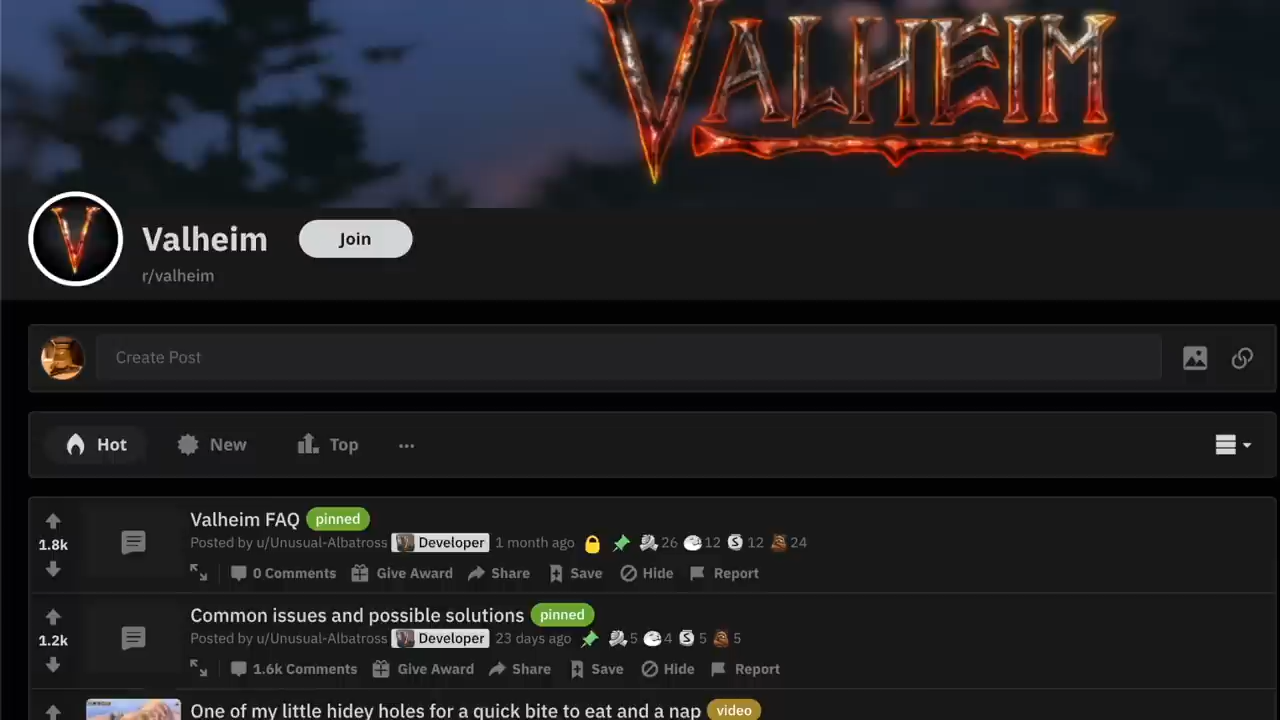 VALHEIM
Valheim
Join
r/valheim
Create Post
Hot
New
Top
Valheim FAQ pinned
1.8k
Posted by u/Unusual-Albatross Developer 1 month ago 26 12 12 24
0 Comments Give Award Share Save Hide Report
Common issues and possible solutions pinned
1.2k
Posted by u/Unusual-Albatross Developer 23 days ago 5 4 5 5
1.6k Comments Give Award Share Save Hide Report
One of my little hidey holes for a quick bite to eat and a nap video